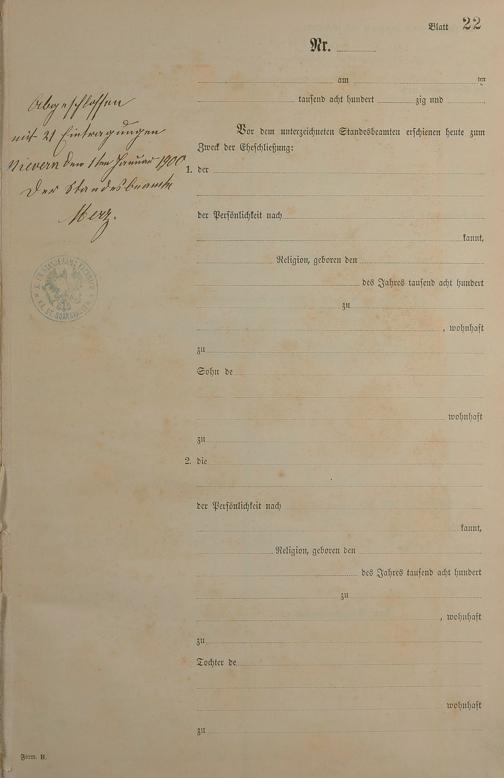 Blatt 22
Nr.
am ten
tausend acht hundert zig und
Abgeschlossen
mit 21 Eintragungen
Nievern den 1ten Januar 1900
Der Standesbeamte
Merz.
Vor dem unterzeichneten Standesbeamten erschienen heute zum
Zweck der Eheschließung:
1. der
der Persönlichkeit nach
kannt,
Religion, geboren den
des Jahres tausend acht hundert
zu
, wohnhaft
zu
Sohn de
wohnhaft
zu
2. die
der Persönlichkeit nach
kannt,
Religion, geboren den
des Jahres tausend acht hundert
zu
, wohnhaft
zu
Tochter de
wohnhaft
zu
Form. B.